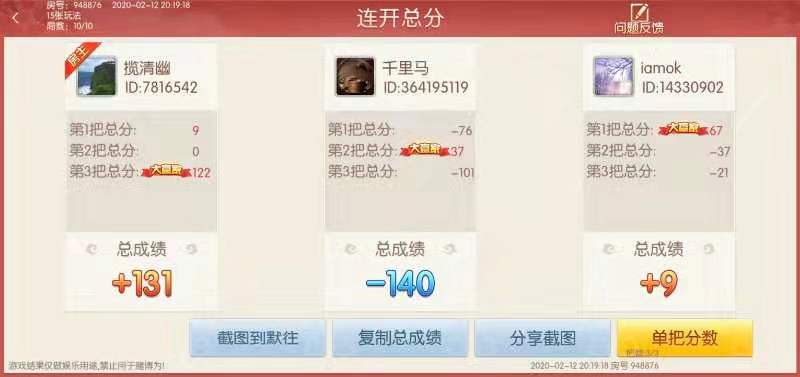 房号：948876 2020-02-12 20:19:18
15张玩法
局数：10/10
连开总分
问题反馈
房主
揽清幽
ID:7816542
第1把总分: 9
第2把总分: 0
第3把总分: 大赢家 122
总成绩
+131
千里马
ID:364195119
第1把总分: -76
第2把总分: 大赢家 37
第3把总分: -101
总成绩
-140
iamok
ID:14330902
第1把总分: 大赢家 67
第2把总分: -37
第3把总分: -21
总成绩
+9
截图到默往
复制总成绩
分享截图
单把分数
游戏结果仅做娱乐用途,禁止用于赌博为!
2020-02-12 20:19:18 房号 948876